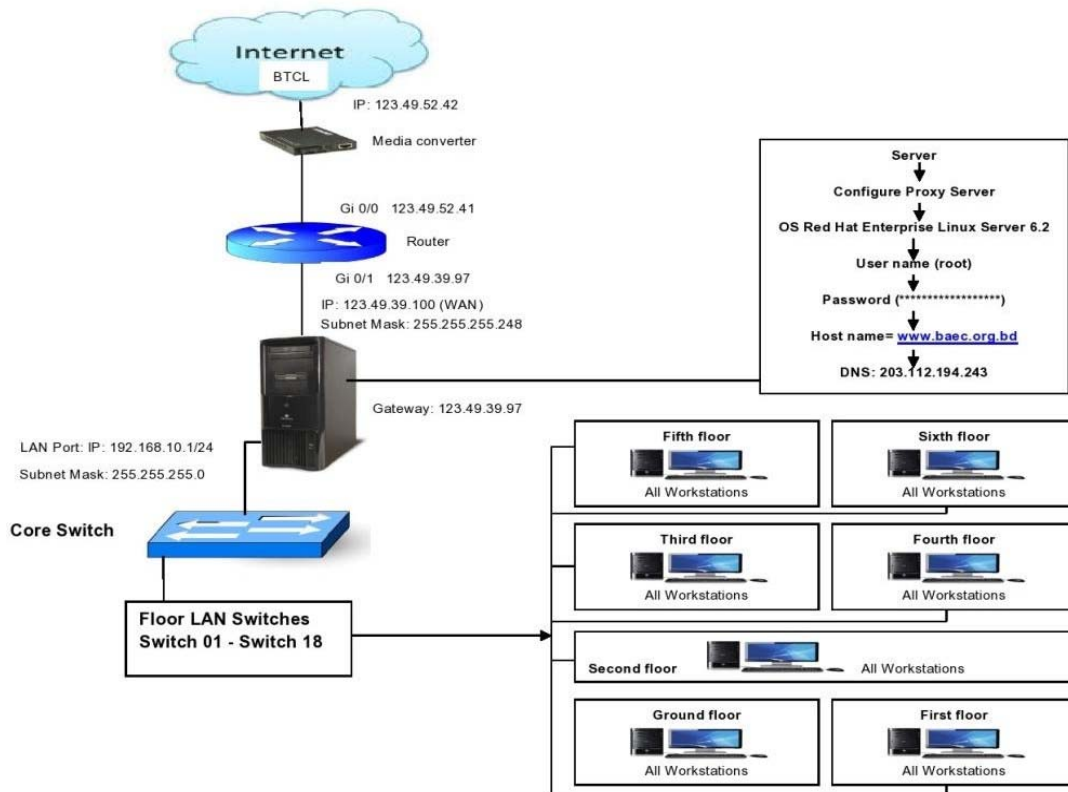 Internet
BTCL
IP: 123.49.52.42
Media converter
Gi 0/0 123.49.52.41
Router
Gi 0/1 123.49.39.97
IP: 123.49.39.100 (WAN)
Subnet Mask: 255.255.255.248
Gateway: 123.49.39.97
LAN Port: IP: 192.168.10.1/24
Subnet Mask: 255.255.255.0
Core Switch
Floor LAN Switches
Switch 01 - Switch 18
Server
Configure Proxy Server
OS Red Hat Enterprise Linux Server 6.2
User name (root)
Password (******************)
Host name= www.baec.org.bd
DNS: 203.112.194.243
Fifth floor
All Workstations
Sixth floor
All Workstations
Third floor
All Workstations
Fourth floor
All Workstations
Second floor
All Workstations
Ground floor
All Workstations
First floor
All Workstations